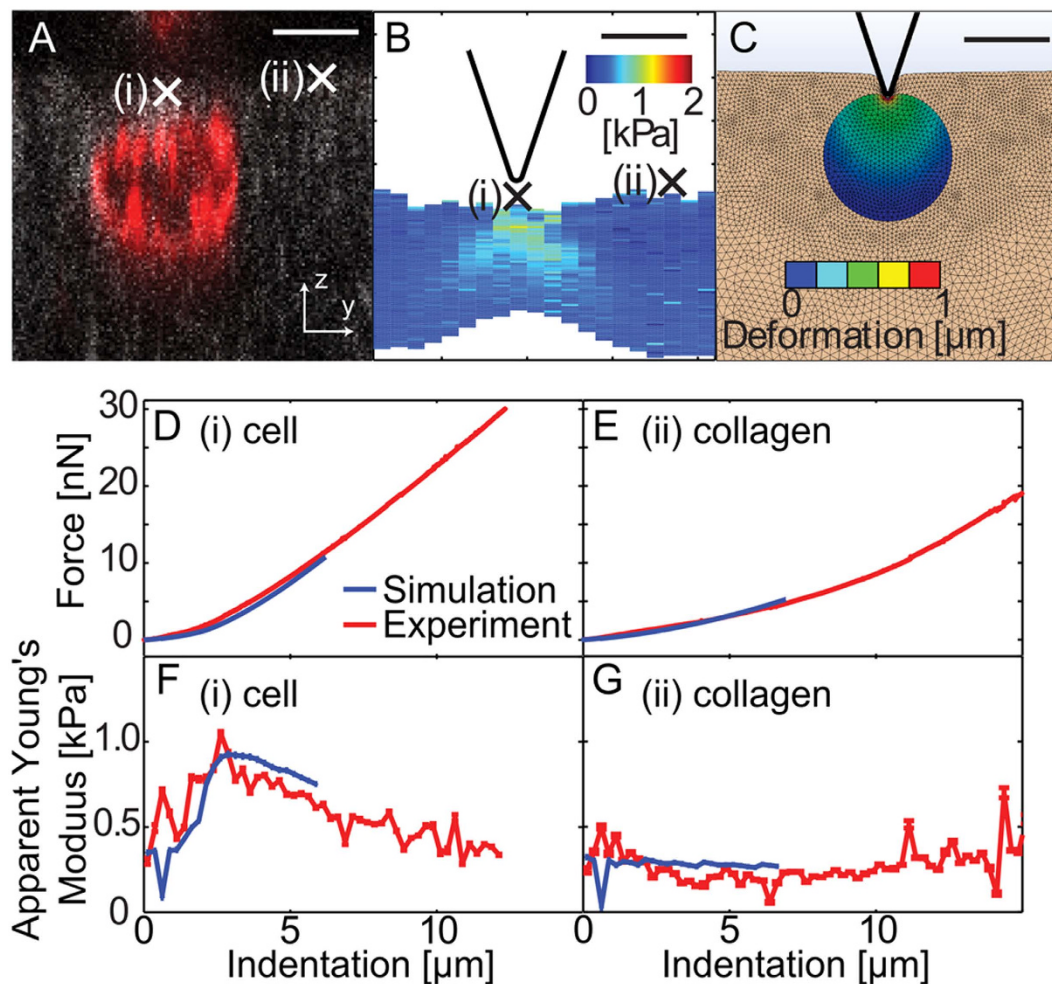 A
(i)
(ii)
z
y
B
0 1 2
[kPa]
(i)
(ii)
C
0 1
Deformation [µm]
D (i) cell
E (ii) collagen
Force [nN]
30
20
10
0
Simulation
Experiment
F (i) cell
G (ii) collagen
Apparent Young's
Moduus [kPa]
1.0
0.5
0
0 5 10
0 5 10
Indentation [µm]
Indentation [µm]